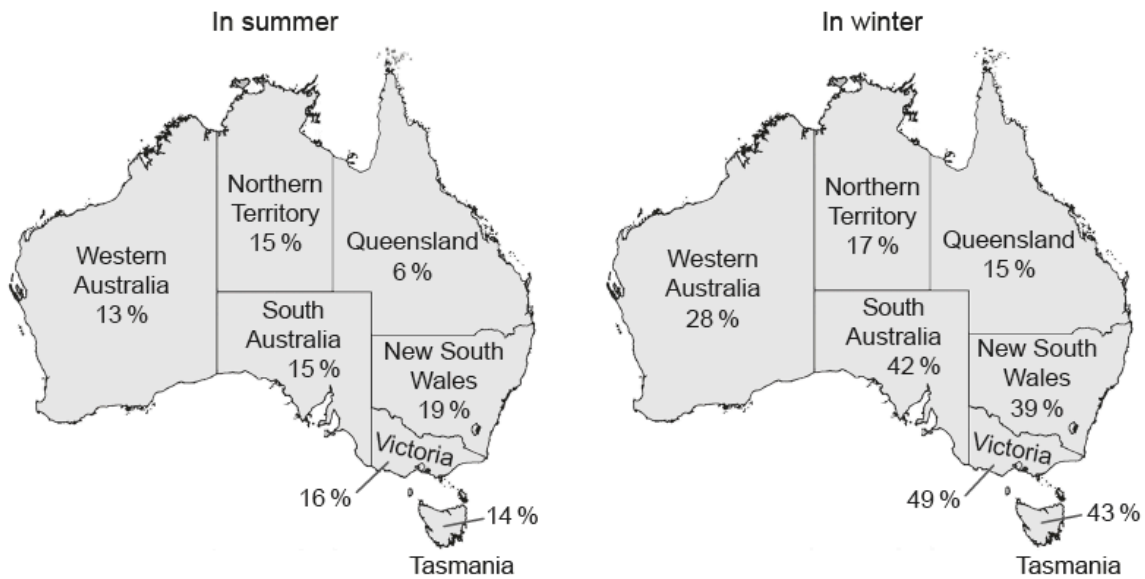 In summer
Northern
Territory
15 %
Queensland
6 %
Western
Australia
13 %
South
Australia
15 %
New South
Wales
19 %
Victoria
16 %
14 %
Tasmania
In winter
Northern
Territory
17 %
Queensland
15 %
Western
Australia
28 %
South
Australia
42 %
New South
Wales
39 %
Victoria
49 %
43 %
Tasmania